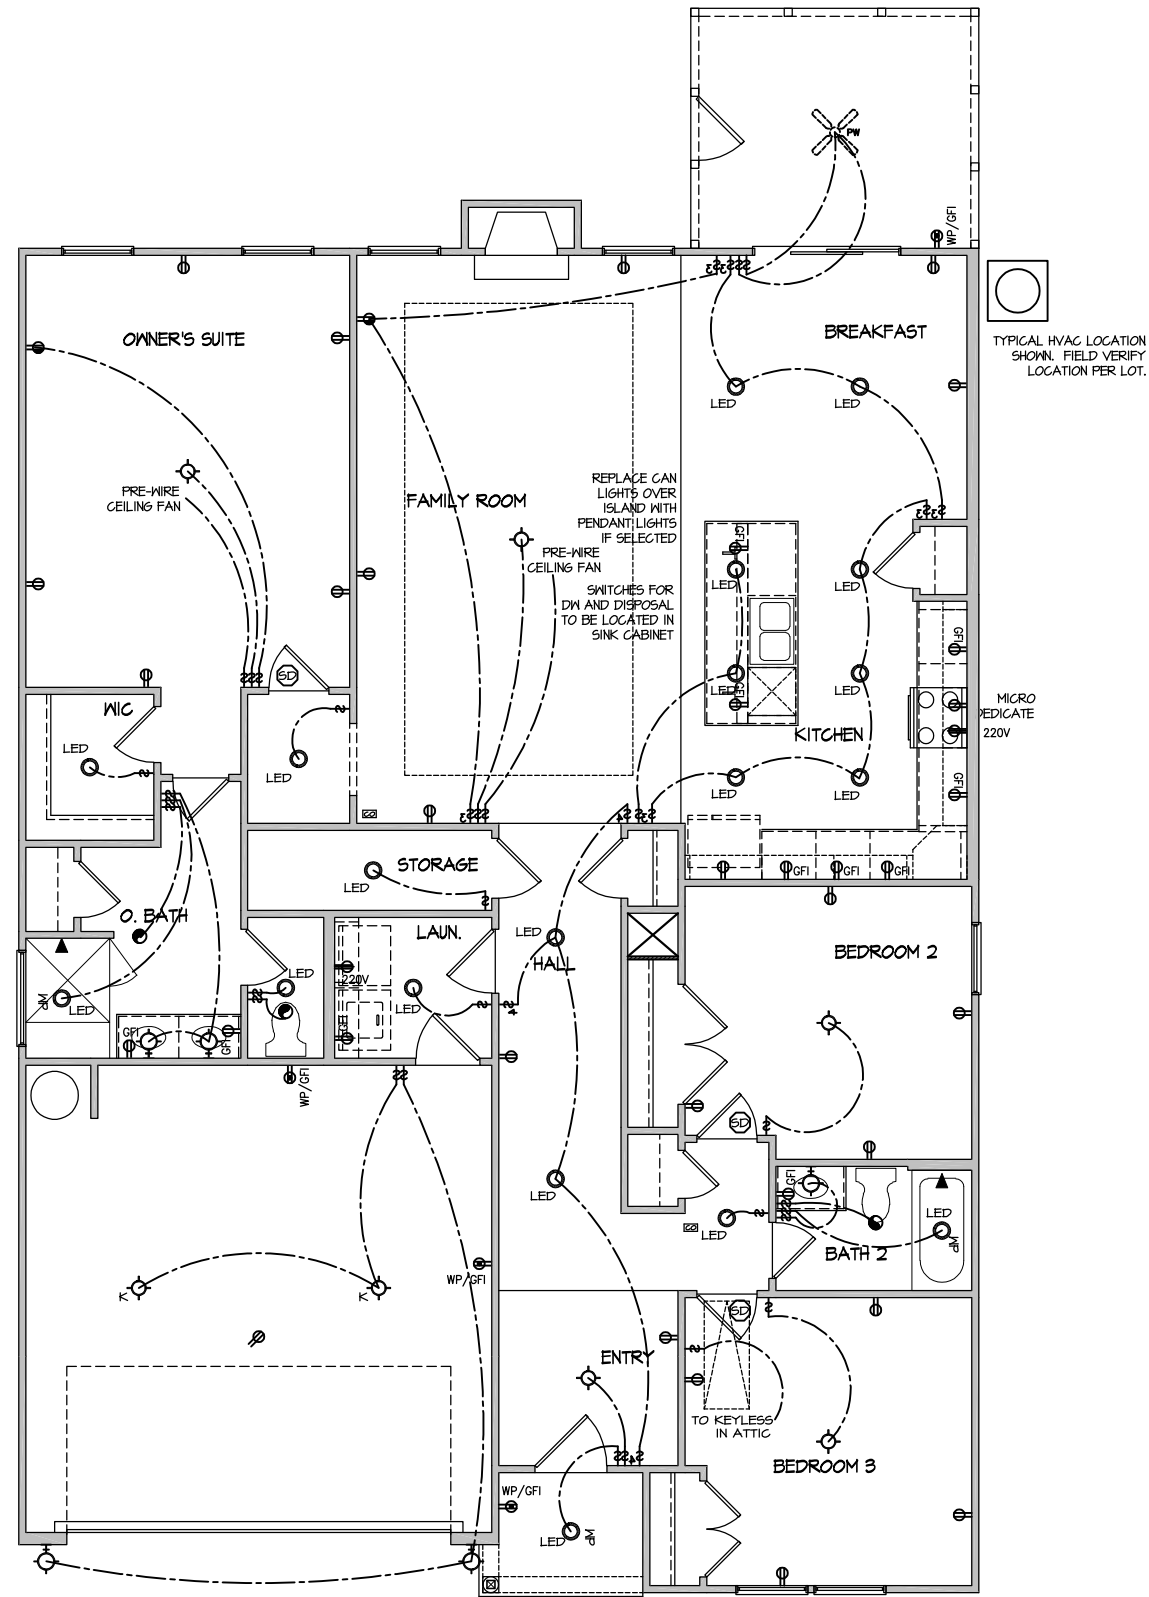 PW
WP/GFI
TYPICAL HVAC LOCATION
SHOWN. FIELD VERIFY
LOCATION PER LOT.
OWNER'S SUITE
BREAKFAST
LED
LED
PRE-WIRE
CEILING FAN
FAMILY ROOM
REPLACE CAN
LIGHTS OVER
ISLAND WITH
PENDANT LIGHTS
IF SELECTED
PRE-WIRE
CEILING FAN
SWITCHES FOR
DW AND DISPOSAL
TO BE LOCATED IN
SINK CABINET
GFI
LED
LED
GFI
LED
GFI
LED
SD
WIC
LED
LED
KITCHEN
MICRO
DEDICATE
220V
GFI
LED
LED
GFI
GFI
GFI
STORAGE
LED
O. BATH
LAUN.
LED
HALL
LED
220V
LED
GFI
LED
GFI
GFI
WP/GFI
BEDROOM 2
SD
LED
GFI
LED
LED
BATH 2
WP/GFI
K
K
SD
ENTRY
TO KEYLESS
IN ATTIC
BEDROOM 3
WP/GFI
LED